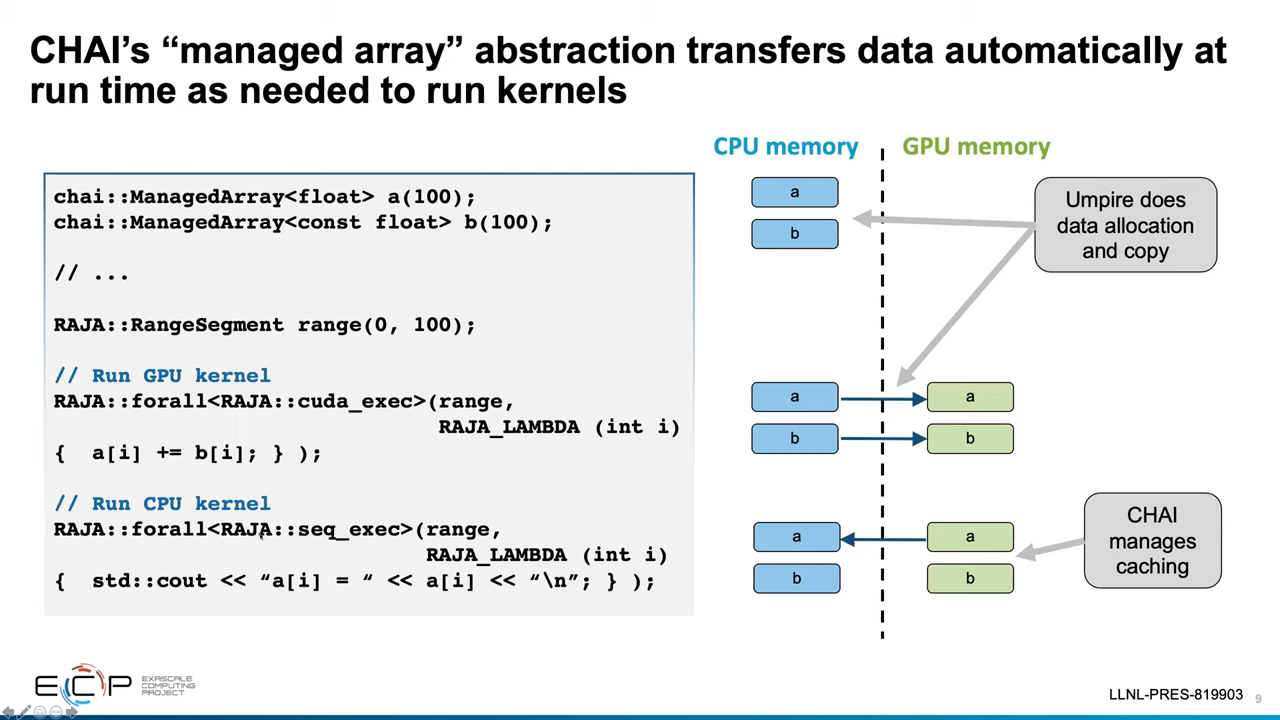 CHAI’s “managed array” abstraction transfers data automatically at
run time as needed to run kernels
chai::ManagedArray<float> a(100);
chai::ManagedArray<const float> b(100);
// ...
RAJA::RangeSegment range(0, 100);
// Run GPU kernel
RAJA::forall<RAJA::cuda_exec>(range,
RAJA_LAMBDA (int i)
{ a[i] += b[i]; } );
// Run CPU kernel
RAJA::forall<RAJA::seq_exec>(range,
RAJA_LAMBDA (int i)
{ std::cout << “a[i] = “ << a[i] << “\n”; } );
CPU memory
GPU memory
a
b
Umpire does
data allocation
and copy
a
a
b
b
a
a
b
b
CHAI
manages
caching
ECP
EXASCALE
COMPUTING
PROJECT
LLNL-PRES-819903
9